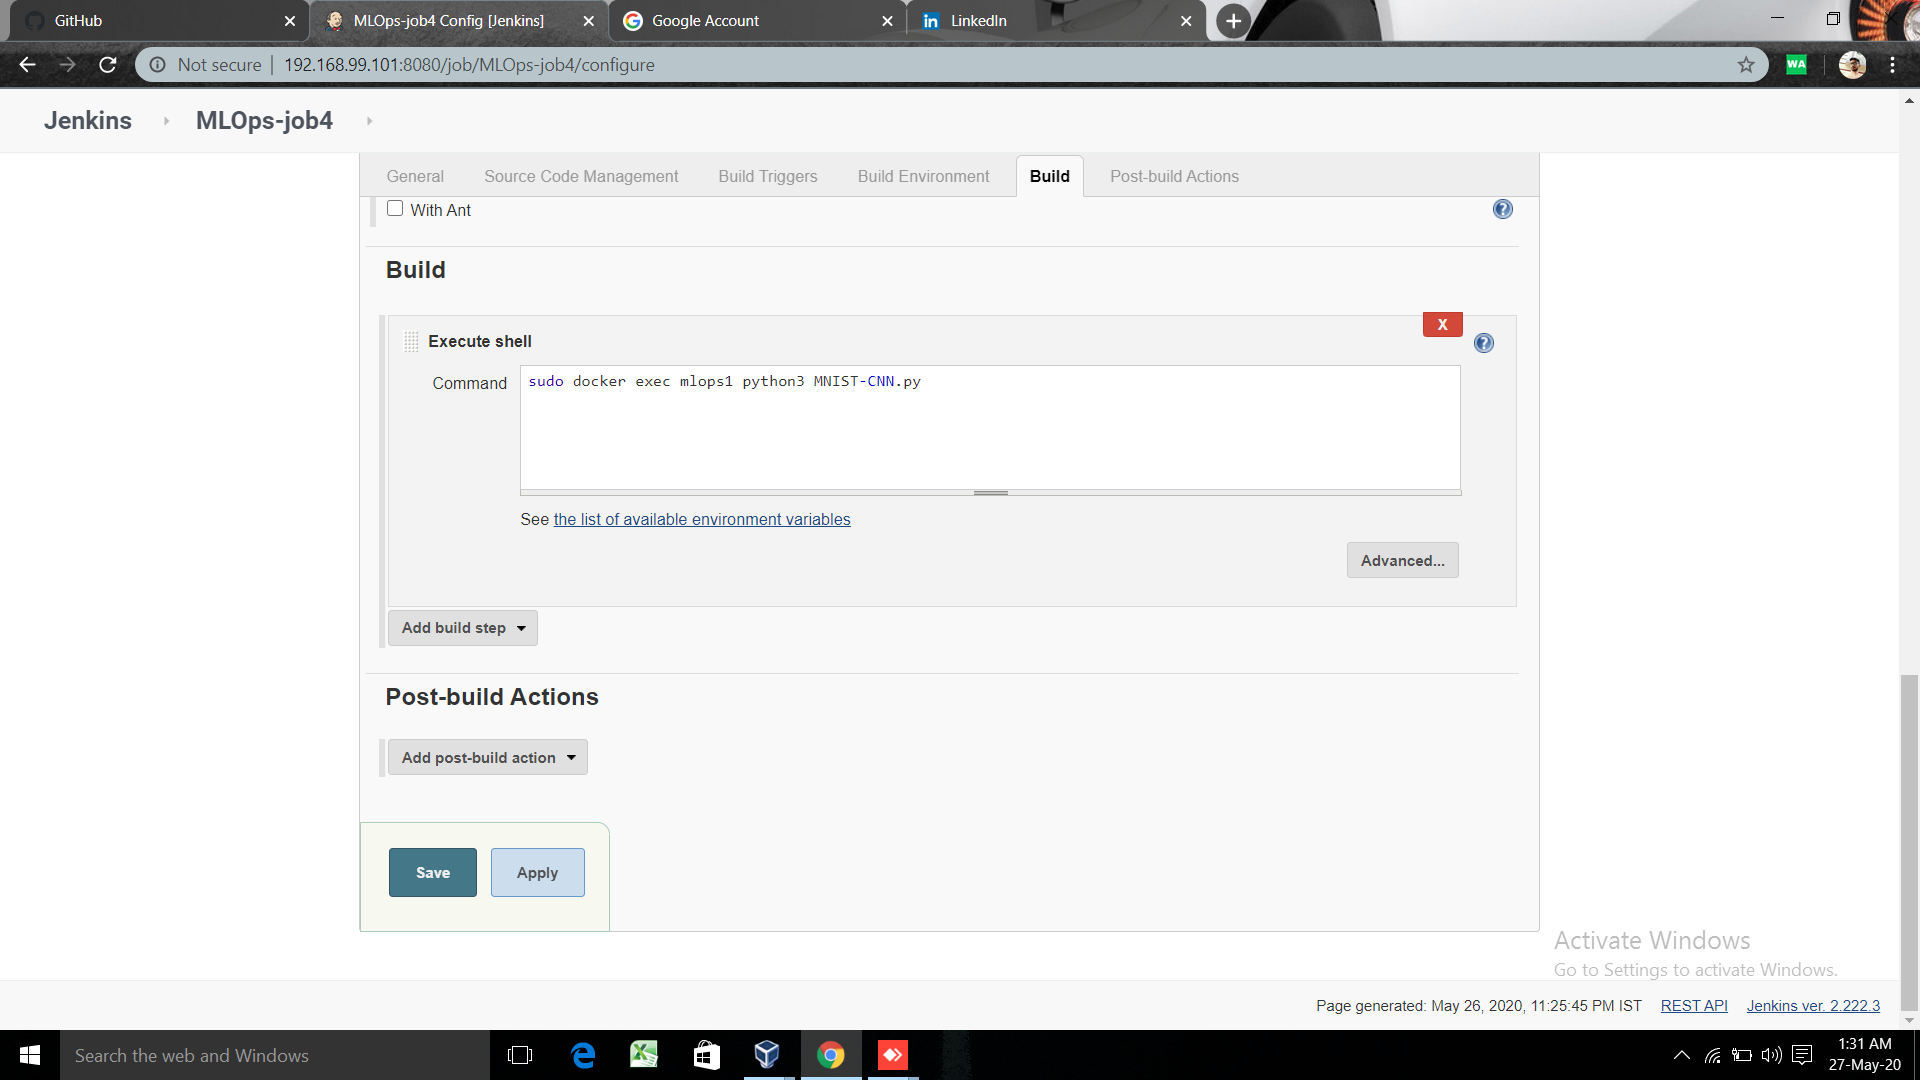 GitHub
MLOps-job4 Config [Jenkins]
Google Account
LinkedIn
Not secure
192.168.99.101:8080/job/MLOps-job4/configure
WA
Jenkins
MLOps-job4
General
Source Code Management
Build Triggers
Build Environment
Build
Post-build Actions
With Ant
Build
X
Execute shell
Command
sudo docker exec mlops1 python3 MNIST-CNN.py
See the list of available environment variables
Advanced...
Add build step
Post-build Actions
Add post-build action
Save
Apply
Activate Windows
Go to Settings to activate Windows.
Page generated: May 26, 2020, 11:25:45 PM IST
REST API
Jenkins ver. 2.222.3
Search the web and Windows
1:31 AM
27-May-20